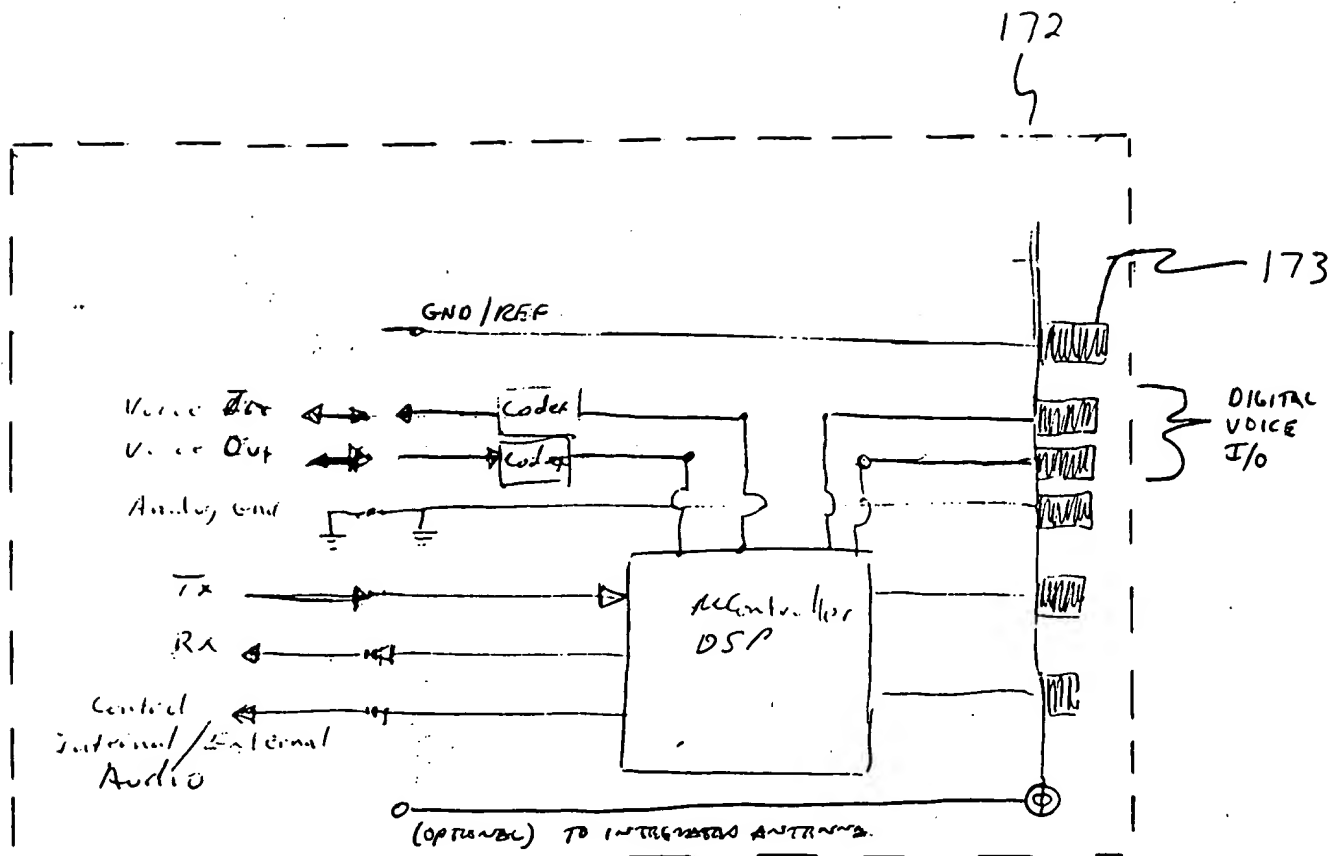 172
173
GND/REF
DIGITAL
VOICE
I/O
Codec
Voice Out
Codec
Analog Gnd
Tx
µController
DSP
RX
Control
Internal/External
Audio
(OPTIONAL) TO INTEGRATED ANTENNA.